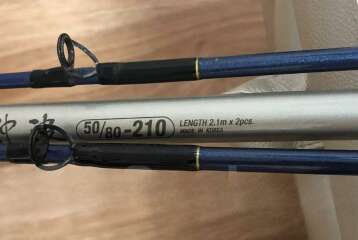 50/80-210
LENGTH 2.1m x 2pcs.
MADE IN KOREA